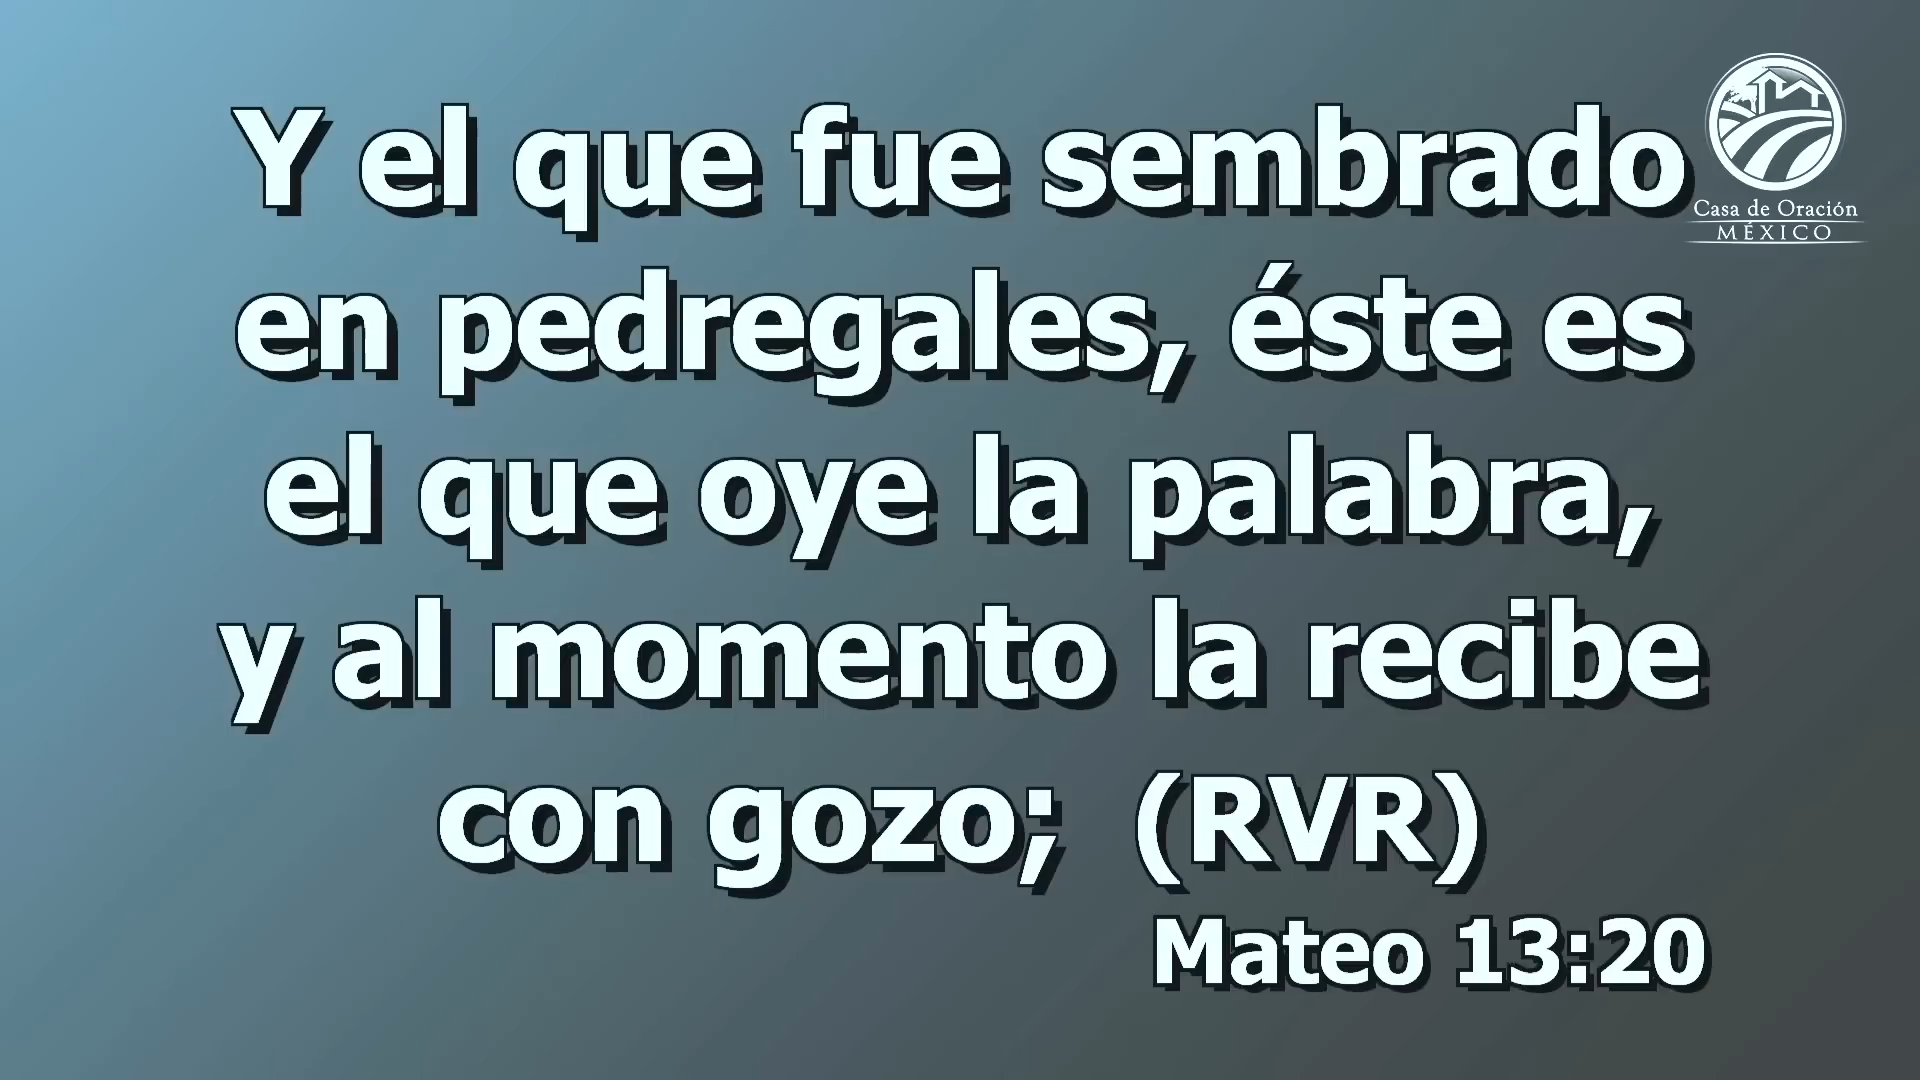 Y el que fue sembrado
en pedregales, éste es
el que oye la palabra,
y al momento la recibe
con gozo; (RVR)
Mateo 13:20
Casa de Oración
MÉXICO